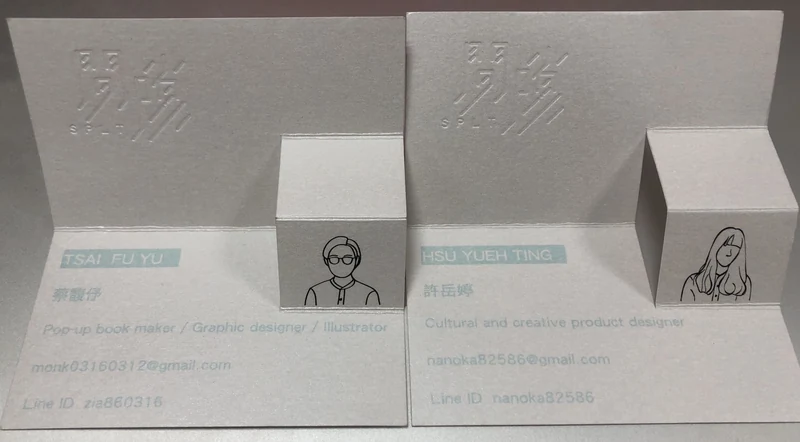 SPLT
TSAI FU YU
蔡馥伃
Pop-up book maker / Graphic designer / Illustrator
monk03160312@gmail.com
Line ID zia860316
SPLT
HSU YUEH TING
許岳婷
Cultural and creative product designer
nanoka82586@gmail.com
Line ID nanoka82586